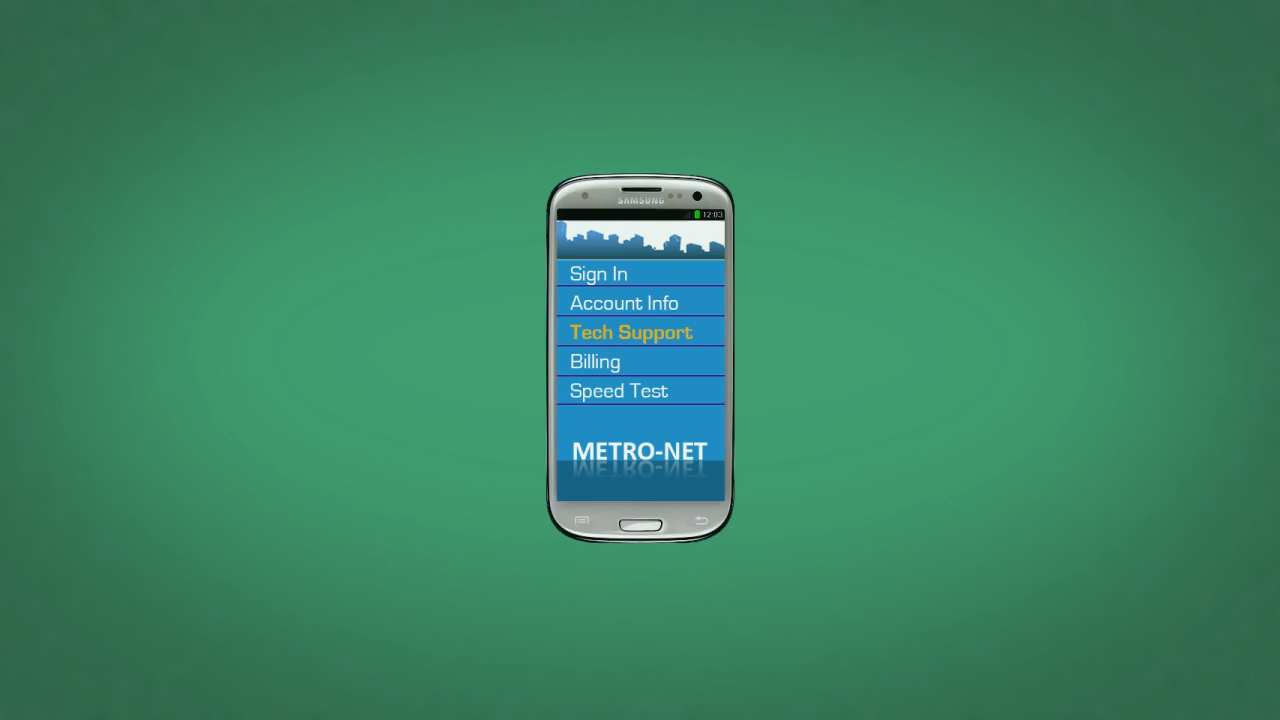 SAMSUNG
12:03
Sign In
Account Info
Tech Support
Billing
Speed Test
METRO-NET